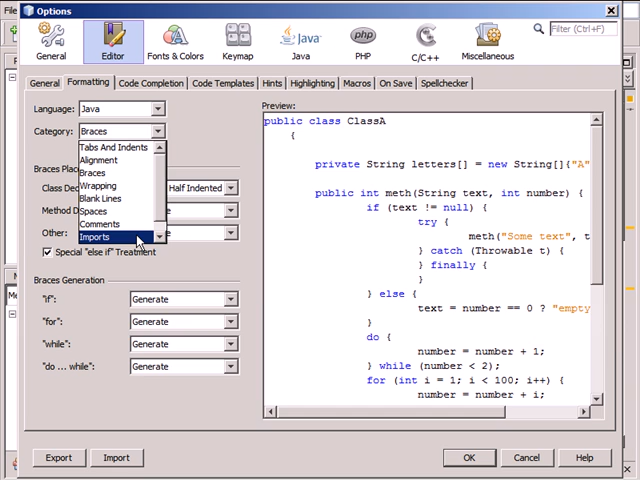 Options
File
General
Editor
Fonts & Colors
Keymap
Java
PHP
C/C++
Miscellaneous
Filter (Ctrl+F)
General
Formatting
Code Completion
Code Templates
Hints
Highlighting
Macros
On Save
Spellchecker
Language:
Java
Category:
Braces
Tabs And Indents
Alignment
Braces
Wrapping
Blank Lines
Spaces
Comments
Imports
Class Dec
Half Indented
Method D
Other:
Special "else if" Treatment
Braces Generation
"if": Generate
"for": Generate
"while": Generate
"do ... while": Generate
Preview:
public class ClassA
{
private String letters[] = new String[]{"A"
public int meth(String text, int number) {
if (text != null) {
try {
meth("Some text", t
} catch (Throwable t) {
} finally {
}
} else {
text = number == 0 ? "empty
}
do {
number = number + 1;
} while (number < 2);
for (int i = 1; i < 100; i++) {
number = number + i;
Export
Import
OK
Cancel
Help